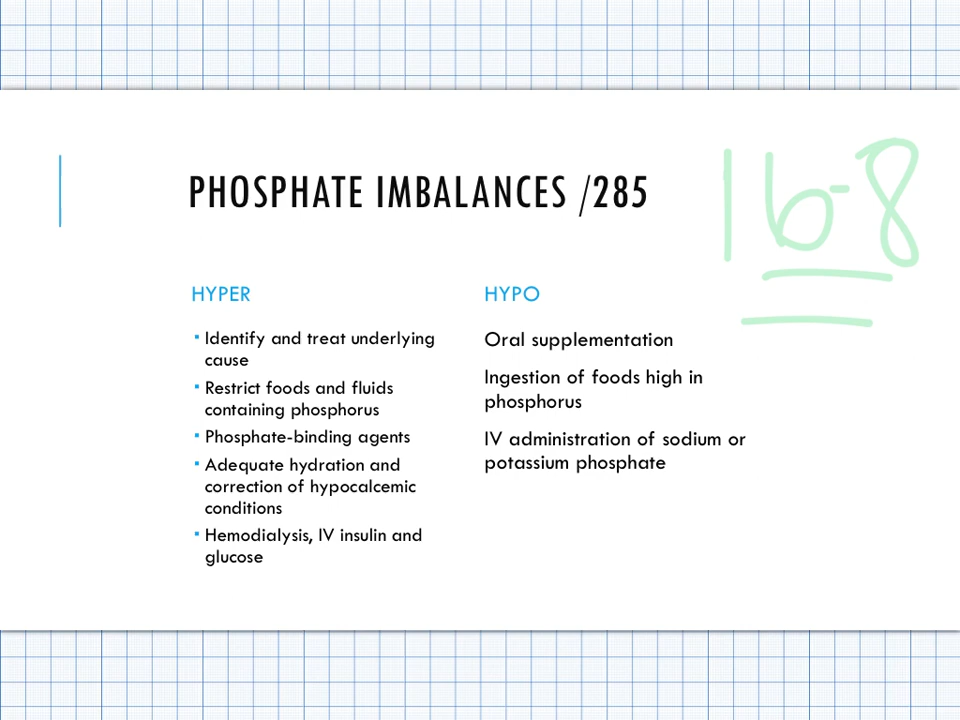 PHOSPHATE IMBALANCES /285
16-8
HYPER
Identify and treat underlying
cause
Restrict foods and fluids
containing phosphorus
Phosphate-binding agents
Adequate hydration and
correction of hypocalcemic
conditions
Hemodialysis, IV insulin and
glucose
HYPO
Oral supplementation
Ingestion of foods high in
phosphorus
IV administration of sodium or
potassium phosphate